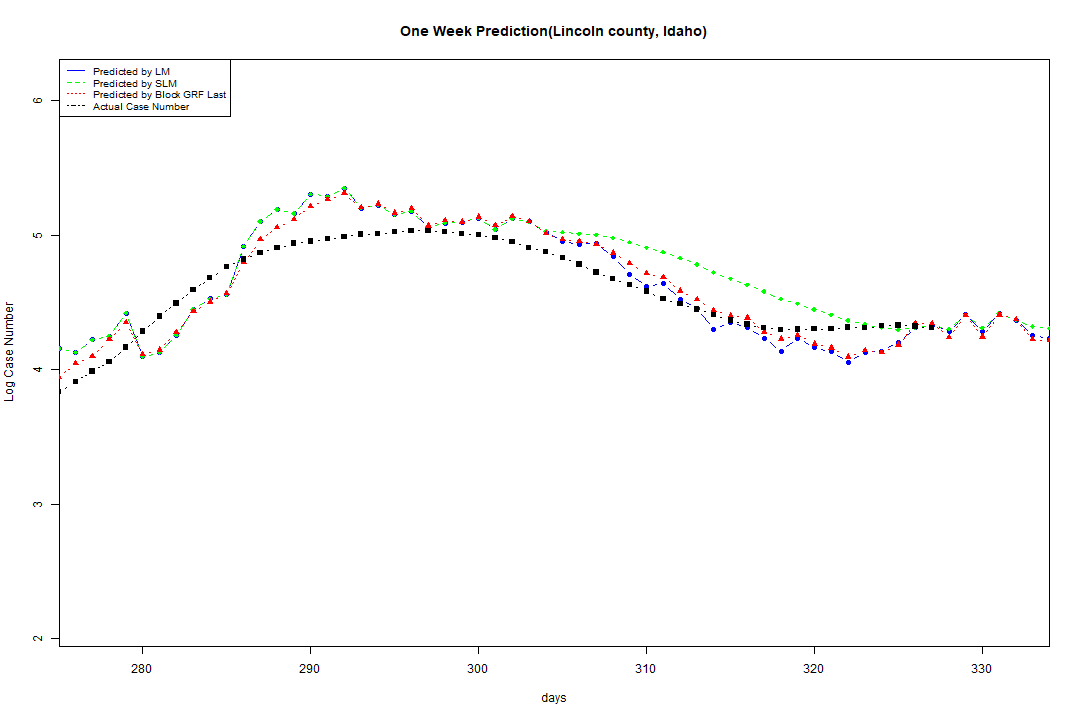 One Week Prediction(Lincoln county, Idaho)
Predicted by LM
Predicted by SLM
Predicted by Block GRF Last
Actual Case Number
6
5
4
3
2
Log Case Number
280 290 300 310 320 330
days